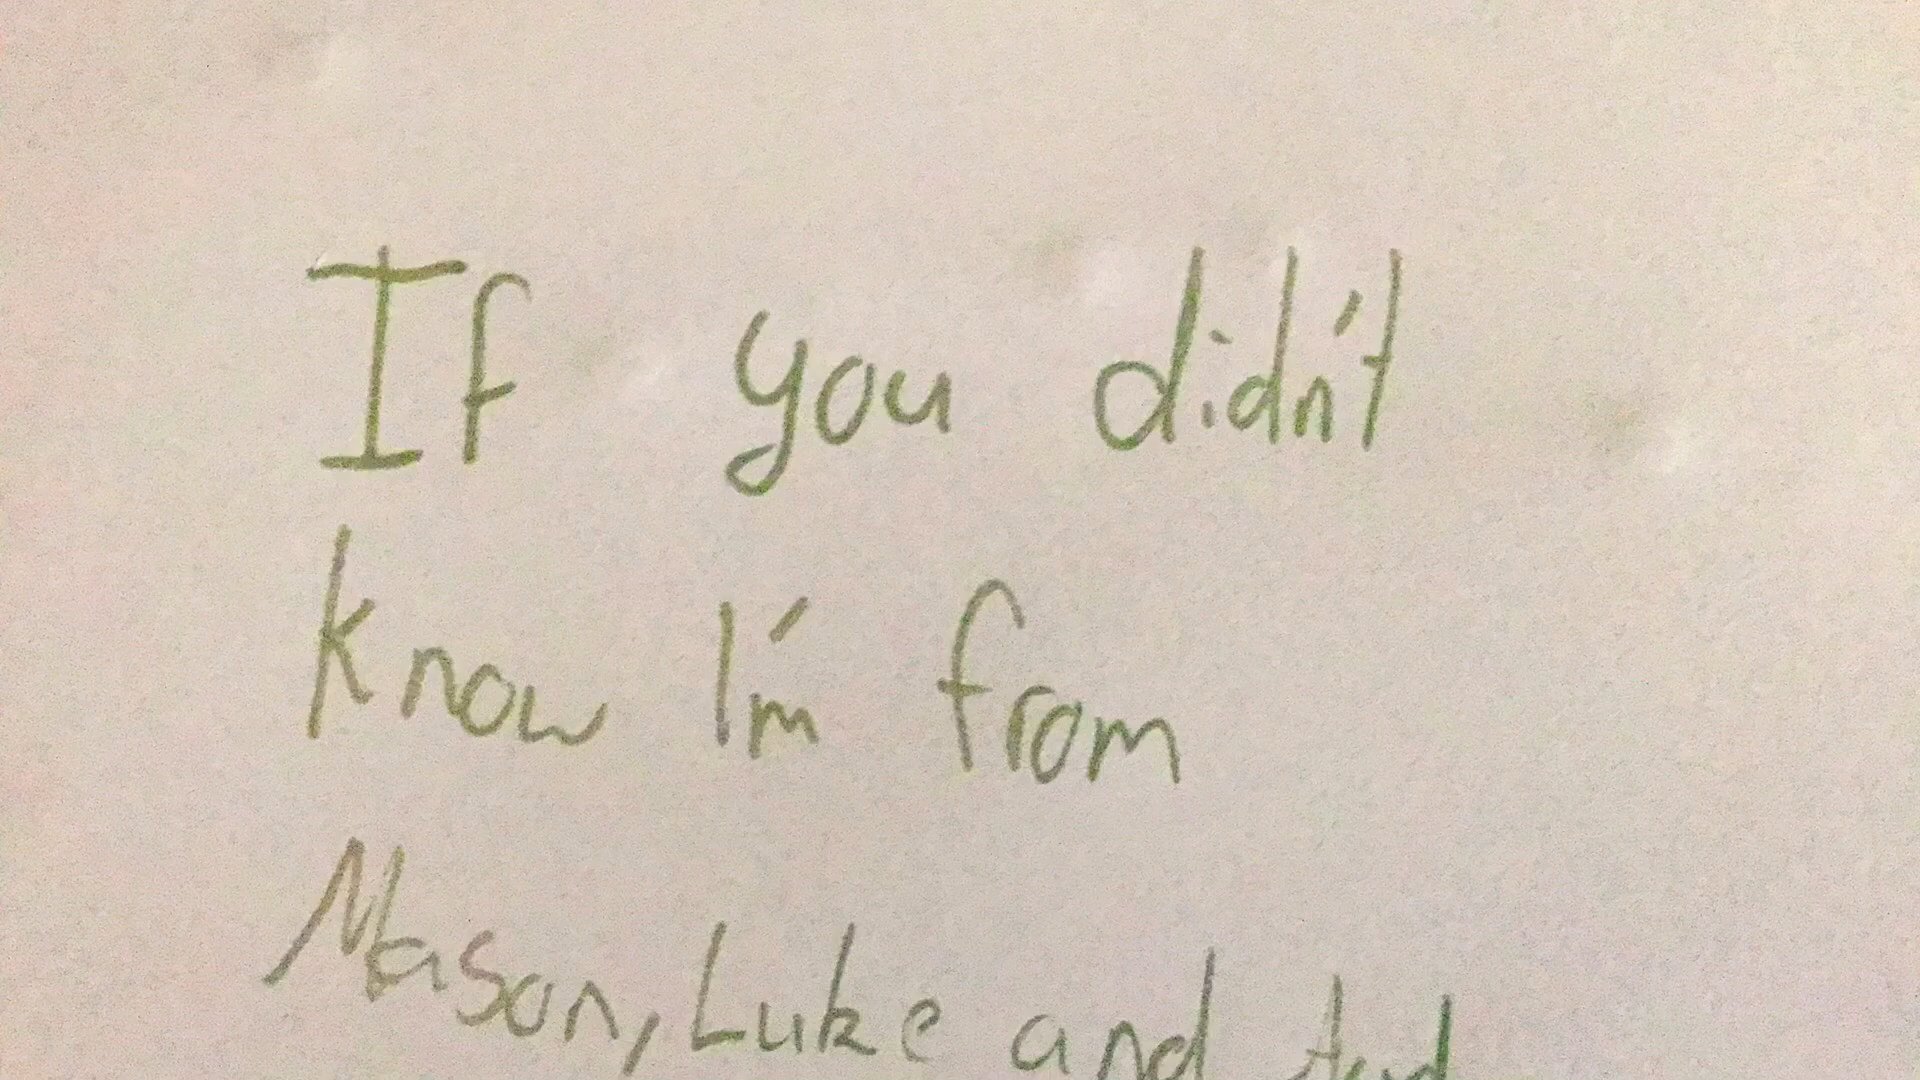 If you didn't
know I'm from
Mason, Luke and